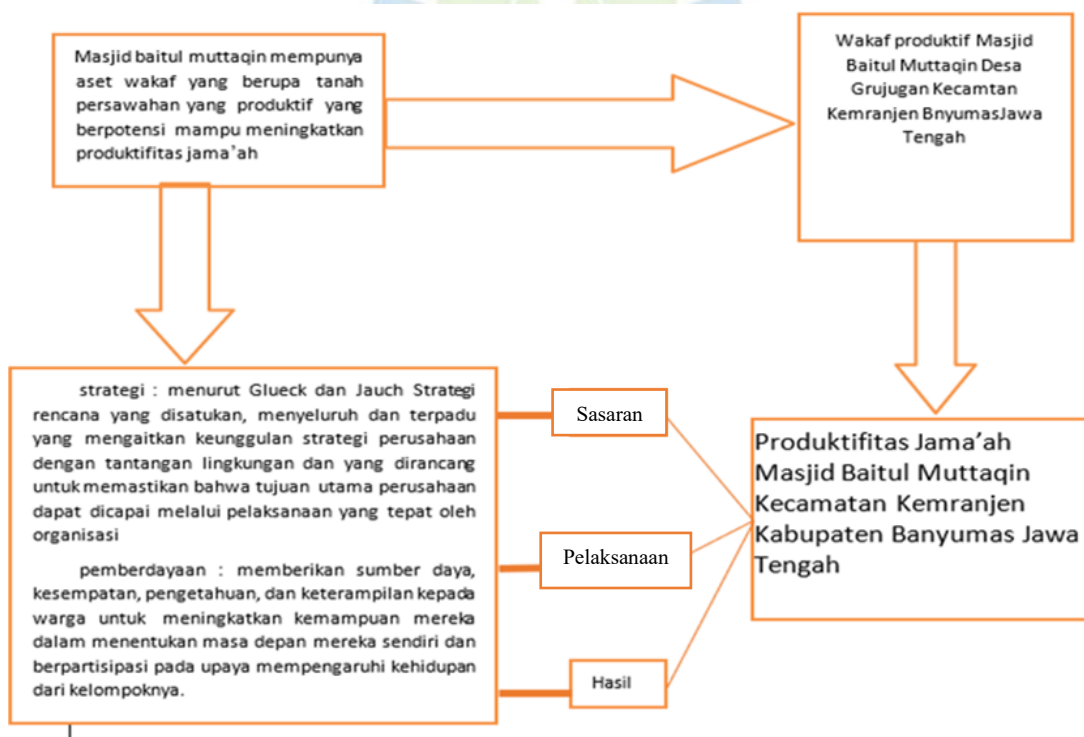 Masjid baitul muttaqin mempunya
aset wakaf yang berupa tanah
persawahan yang produktif yang
berpotensi mampu meningkatkan
produktifitas jama’ah
Wakaf produktif Masjid
Baitul Muttaqin Desa
Grujugan Kecamtan
Kemranjen BnyumasJawa
Tengah
strategi : menurut Glueck dan Jauch Strategi
rencana yang disatukan, menyeluruh dan terpadu
yang mengaitkan keunggulan strategi perusahaan
dengan tantangan lingkungan dan yang dirancang
untuk memastikan bahwa tujuan utama perusahaan
dapat dicapai melalui pelaksanaan yang tepat oleh
organisasi
pemberdayaan : memberikan sumber daya,
kesempatan, pengetahuan, dan keterampilan kepada
warga untuk meningkatkan kemampuan mereka
dalam menentukan masa depan mereka sendiri dan
berpartisipasi pada upaya mempengaruhi kehidupan
dari kelompoknya.
Sasaran
Pelaksanaan
Hasil
Produktifitas Jama’ah
Masjid Baitul Muttaqin
Kecamatan Kemranjen
Kabupaten Banyumas Jawa
Tengah